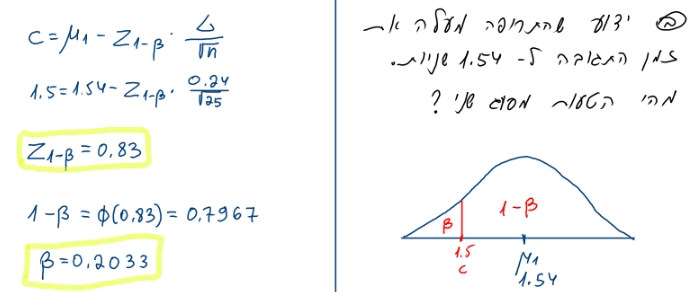 ב) ידוע שהתרופה מעלה את
זמן התגובה ל- 1.54 שניות.
מהי הטעות מסוג שני?
β
1-β
1.5
c
μ1
1.54
c = μ1 - Z1-β · S/√n
1.5 = 1.54 - Z1-β · 0.24/√25
Z1-β = 0.83
1-β = ϕ(0.83) = 0.7967
β = 0.2033